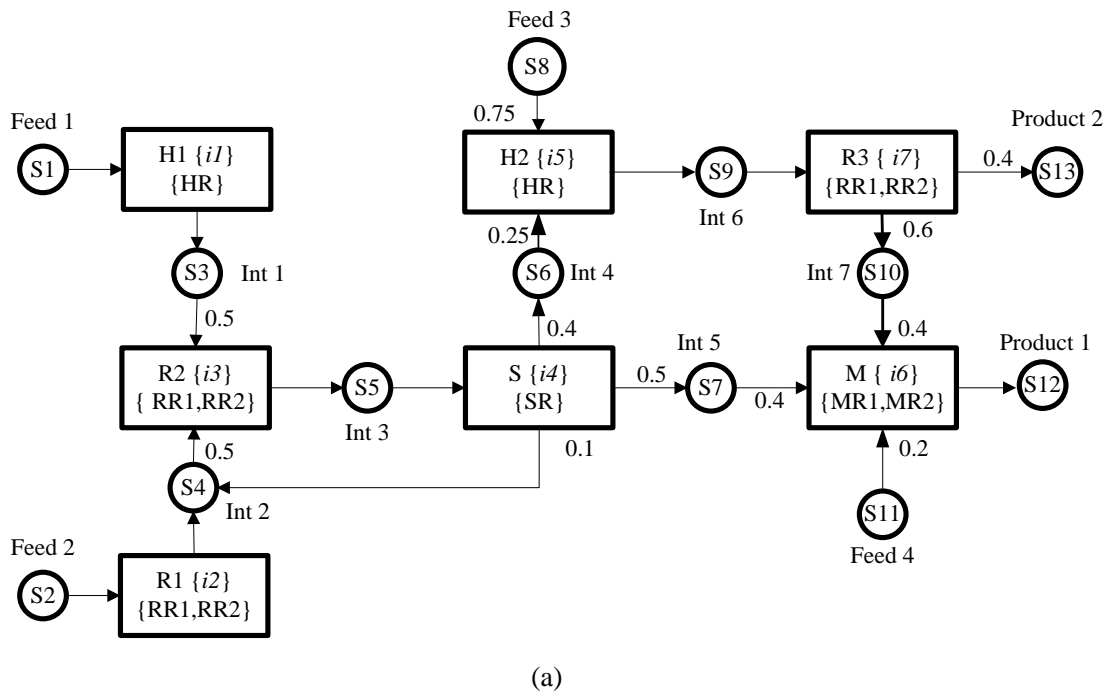 Feed 3
S8
0.75
Feed 1
S1
H1 {i1}
{HR}
H2 {i5}
{HR}
S9
Int 6
R3 { i7}
{RR1,RR2}
Product 2
0.4
S13
0.25
0.6
S3
Int 1
S6
Int 4
Int 7
S10
0.5
0.4
0.4
R2 {i3}
{ RR1,RR2}
S5
Int 3
S {i4}
{SR}
Int 5
0.5
S7
0.4
M { i6}
{MR1,MR2}
Product 1
S12
0.5
0.1
0.2
S4
Int 2
S11
Feed 4
Feed 2
S2
R1 {i2}
{RR1,RR2}
(a)